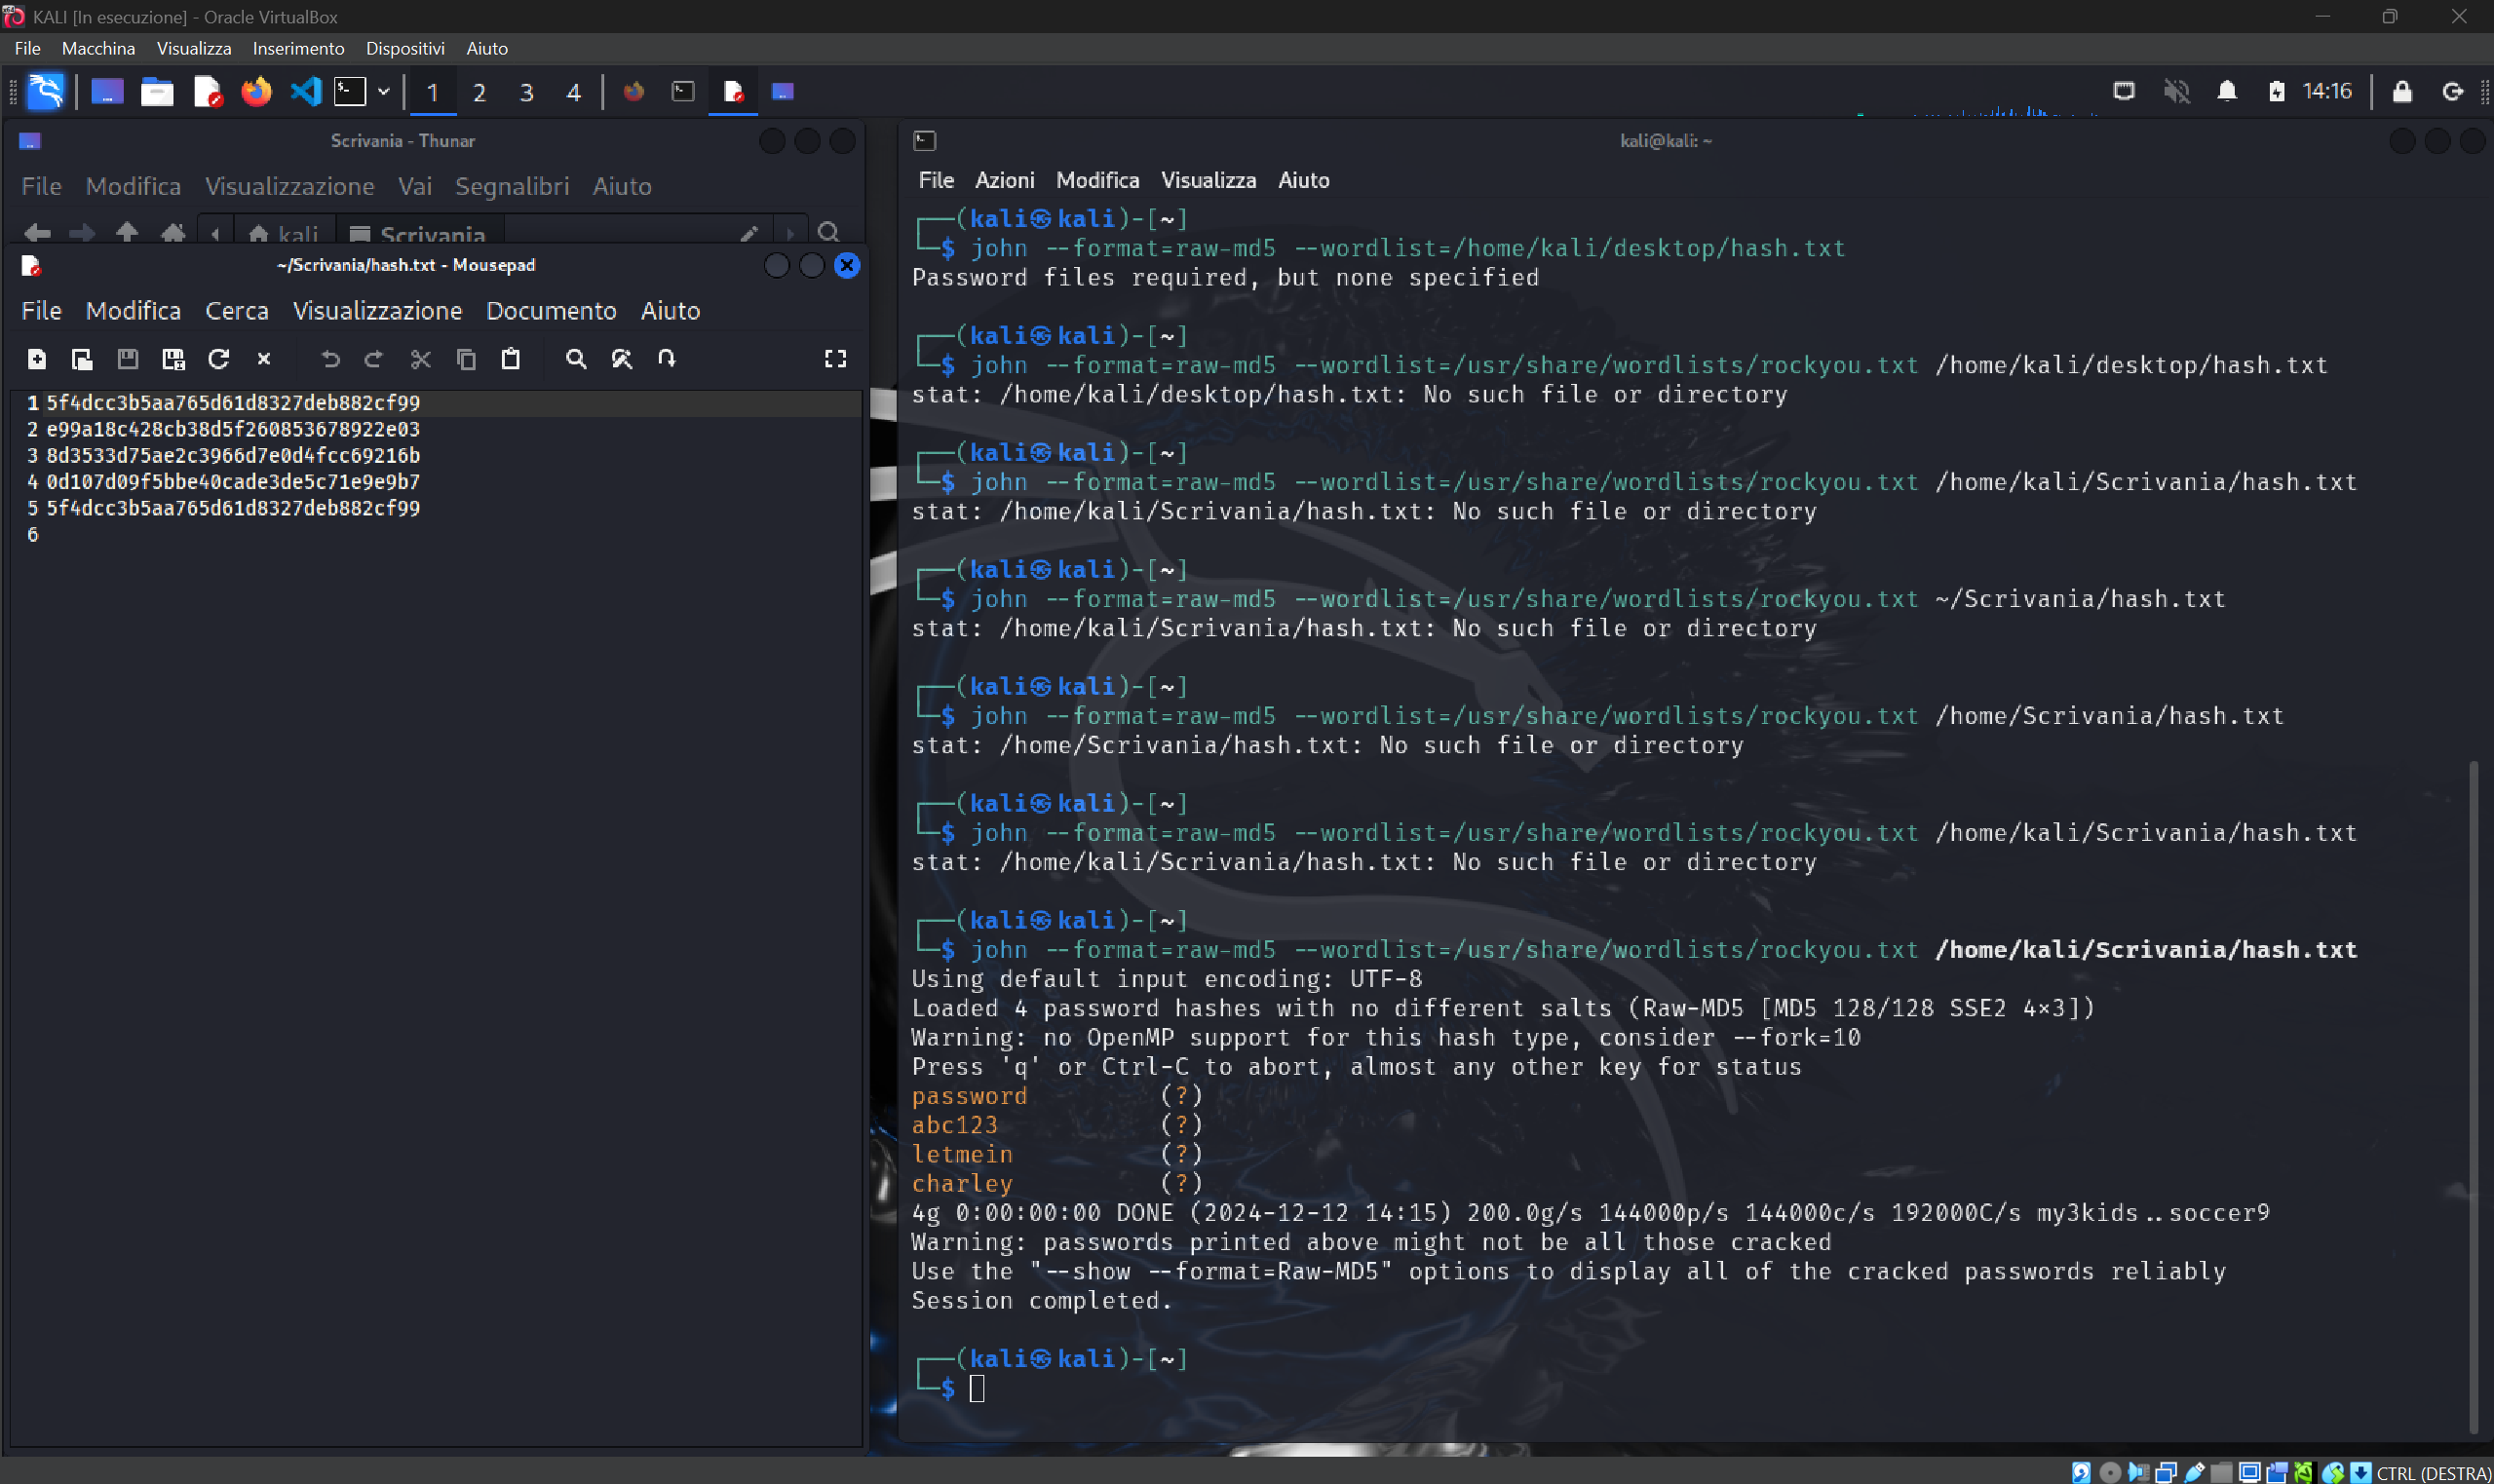 KALI [In esecuzione] - Oracle VirtualBox
File Macchina Visualizza Inserimento Dispositivi Aiuto
1 2 3 4 14:16
Scrivania - Thunar
File Modifica Visualizzazione Vai Segnalibri Aiuto
kali Scrivania
~/Scrivania/hash.txt - Mousepad
File Modifica Cerca Visualizzazione Documento Aiuto
1 5f4dcc3b5aa765d61d8327deb882cf99
2 e99a18c428cb38d5f260853678922e03
3 8d3533d75ae2c3966d7e0d4fcc69216b
4 0d107d09f5bbe40cade3de5c71e9e9b7
5 5f4dcc3b5aa765d61d8327deb882cf99
6
kali@kali: ~
File Azioni Modifica Visualizza Aiuto
┌──(kali㉿kali)-[~]
└─$ john --format=raw-md5 --wordlist=/home/kali/desktop/hash.txt
Password files required, but none specified
┌──(kali㉿kali)-[~]
└─$ john --format=raw-md5 --wordlist=/usr/share/wordlists/rockyou.txt /home/kali/desktop/hash.txt
stat: /home/kali/desktop/hash.txt: No such file or directory
┌──(kali㉿kali)-[~]
└─$ john --format=raw-md5 --wordlist=/usr/share/wordlists/rockyou.txt /home/kali/Scrivania/hash.txt
stat: /home/kali/Scrivania/hash.txt: No such file or directory
┌──(kali㉿kali)-[~]
└─$ john --format=raw-md5 --wordlist=/usr/share/wordlists/rockyou.txt ~/Scrivania/hash.txt
stat: /home/kali/Scrivania/hash.txt: No such file or directory
┌──(kali㉿kali)-[~]
└─$ john --format=raw-md5 --wordlist=/usr/share/wordlists/rockyou.txt /home/Scrivania/hash.txt
stat: /home/Scrivania/hash.txt: No such file or directory
┌──(kali㉿kali)-[~]
└─$ john --format=raw-md5 --wordlist=/usr/share/wordlists/rockyou.txt /home/kali/Scrivania/hash.txt
stat: /home/kali/Scrivania/hash.txt: No such file or directory
┌──(kali㉿kali)-[~]
└─$ john --format=raw-md5 --wordlist=/usr/share/wordlists/rockyou.txt /home/kali/Scrivania/hash.txt
Using default input encoding: UTF-8
Loaded 4 password hashes with no different salts (Raw-MD5 [MD5 128/128 SSE2 4×3])
Warning: no OpenMP support for this hash type, consider --fork=10
Press 'q' or Ctrl-C to abort, almost any other key for status
password (?)
abc123 (?)
letmein (?)
charley (?)
4g 0:00:00:00 DONE (2024-12-12 14:15) 200.0g/s 144000p/s 144000c/s 192000C/s my3kids..soccer9
Warning: passwords printed above might not be all those cracked
Use the "--show --format=Raw-MD5" options to display all of the cracked passwords reliably
Session completed.
┌──(kali㉿kali)-[~]
└─$
CTRL (DESTRA)